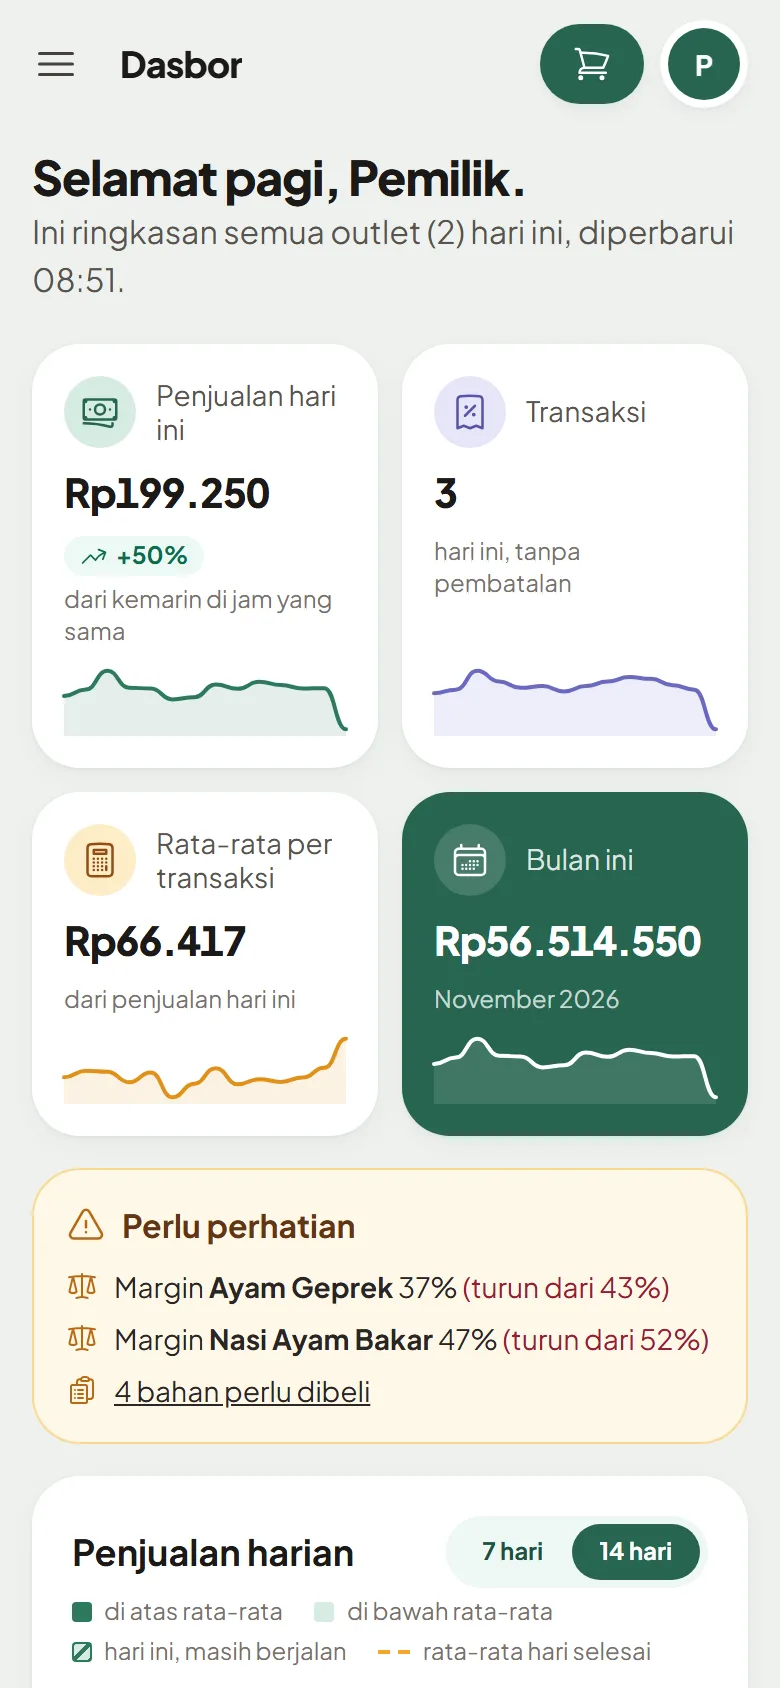 Dasbor
P
Selamat pagi, Pemilik.
Ini ringkasan semua outlet (2) hari ini, diperbarui
08:51.
Penjualan hari
ini
Rp199.250
+50%
dari kemarin di jam yang
sama
Transaksi
3
hari ini, tanpa
pembatalan
Rata-rata per
transaksi
Rp66.417
dari penjualan hari ini
Bulan ini
Rp56.514.550
November 2026
Perlu perhatian
Margin Ayam Geprek 37% (turun dari 43%)
Margin Nasi Ayam Bakar 47% (turun dari 52%)
4 bahan perlu dibeli
Penjualan harian
7 hari
14 hari
di atas rata-rata
di bawah rata-rata
hari ini, masih berjalan
rata-rata hari selesai